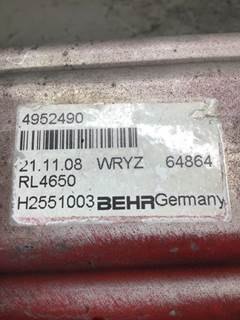 4952490
21.11.08 WRYZ 64864
RL4650
H2551003 BEHR Germany